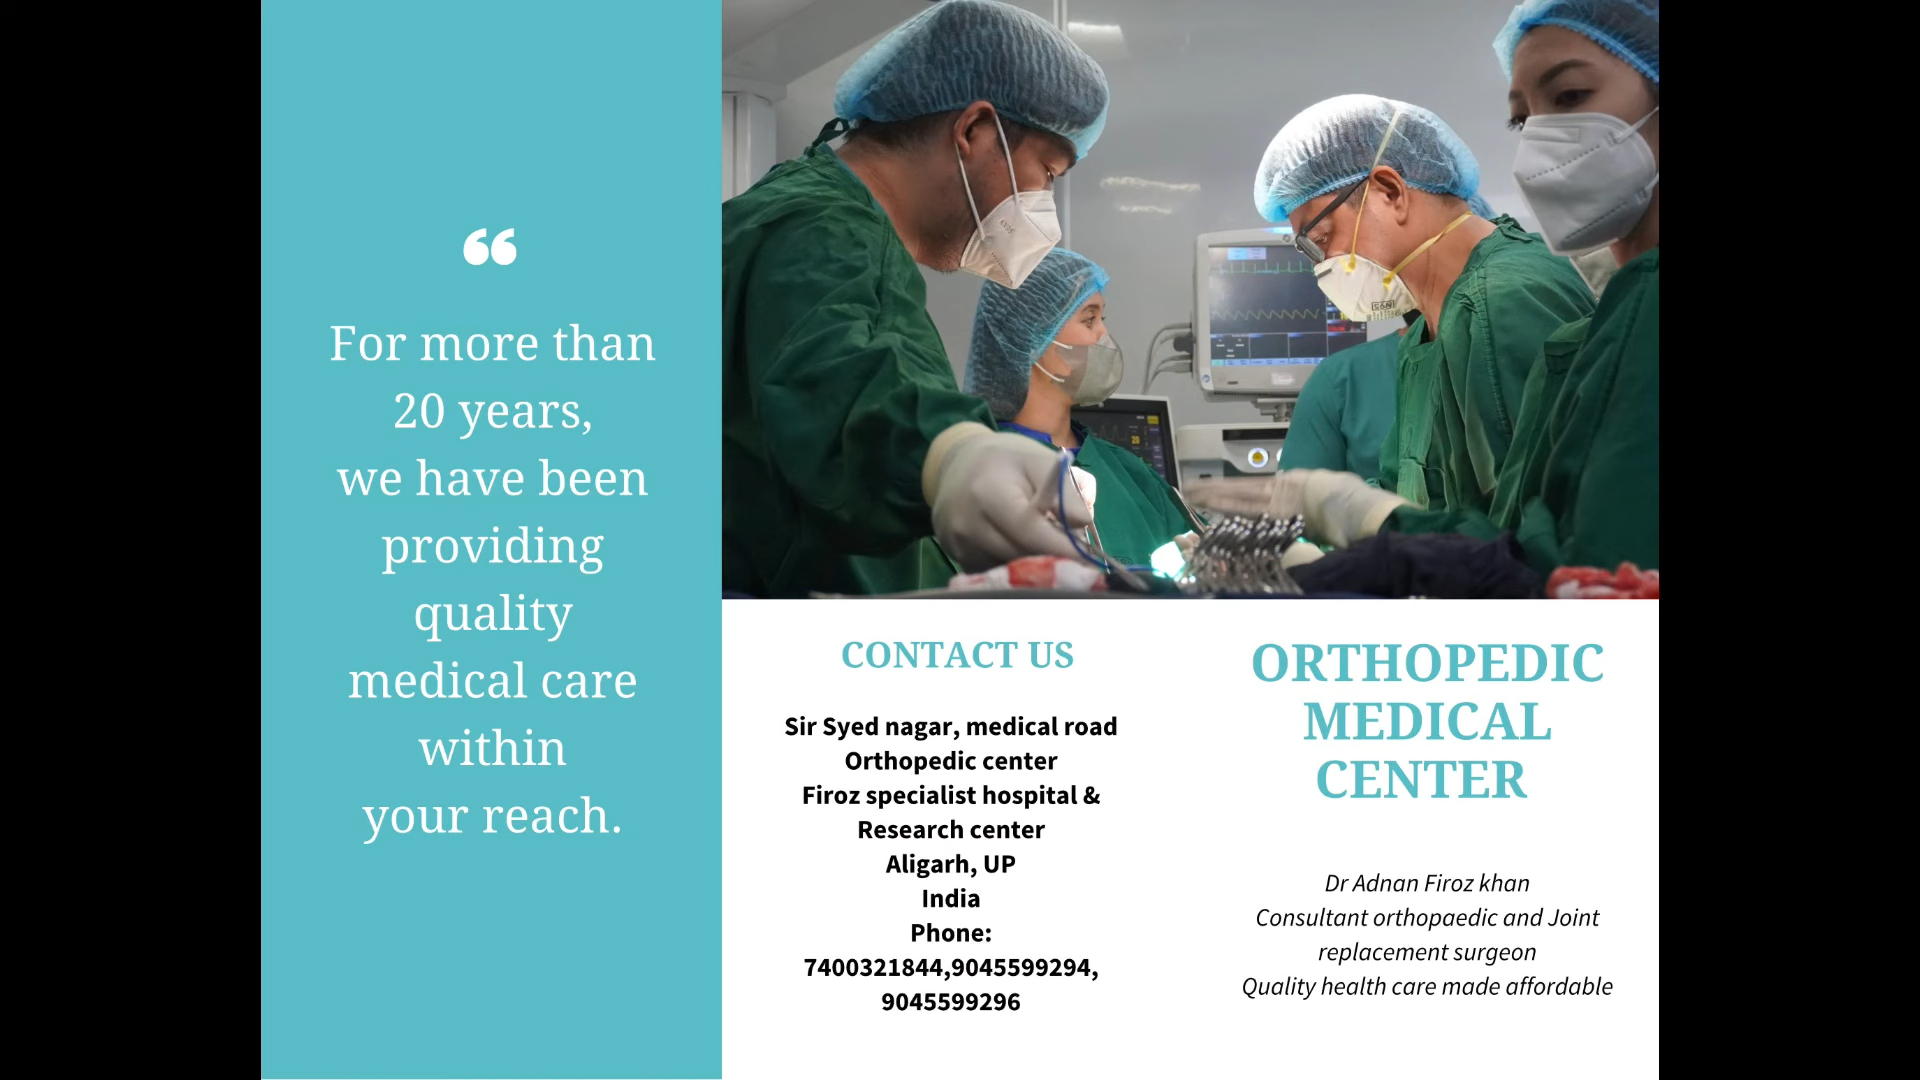 “
For more than
20 years,
we have been
providing
quality
medical care
within
your reach.
CONTACT US
Sir Syed nagar, medical road
Orthopedic center
Firoz specialist hospital &
Research center
Aligarh, UP
India
Phone:
7400321844,9045599294,
9045599296
ORTHOPEDIC
MEDICAL
CENTER
Dr Adnan Firoz khan
Consultant orthopaedic and Joint
replacement surgeon
Quality health care made affordable